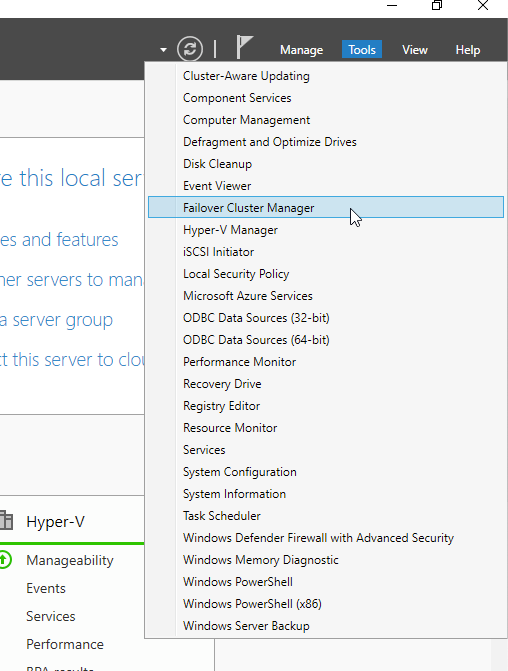 Manage Tools View Help
Cluster-Aware Updating
Component Services
Computer Management
Defragment and Optimize Drives
Disk Cleanup
Event Viewer
Failover Cluster Manager
Hyper-V Manager
iSCSI Initiator
Local Security Policy
Microsoft Azure Services
ODBC Data Sources (32-bit)
ODBC Data Sources (64-bit)
Performance Monitor
Recovery Drive
Registry Editor
Resource Monitor
Services
System Configuration
System Information
Task Scheduler
Windows Defender Firewall with Advanced Security
Windows Memory Diagnostic
Windows PowerShell
Windows PowerShell (x86)
Windows Server Backup
e this local ser
es and features
ner servers to man
a server group
t this server to clou
Hyper-V
Manageability
Events
Services
Performance